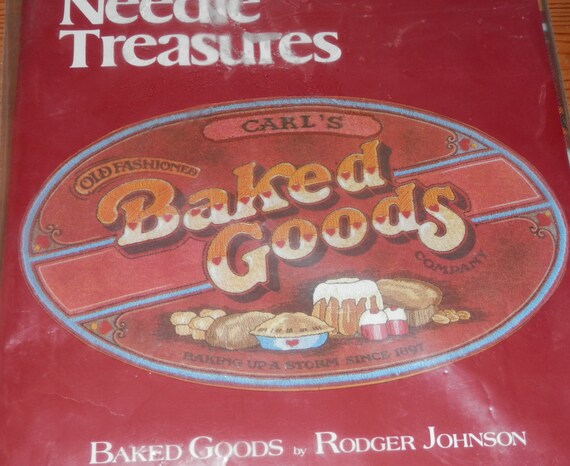 Needle
Treasures
CARL'S
OLD FASHIONED
Baked
Goods
COMPANY
BAKING UP A STORM SINCE 1897
BAKED GOODS by RODGER JOHNSON